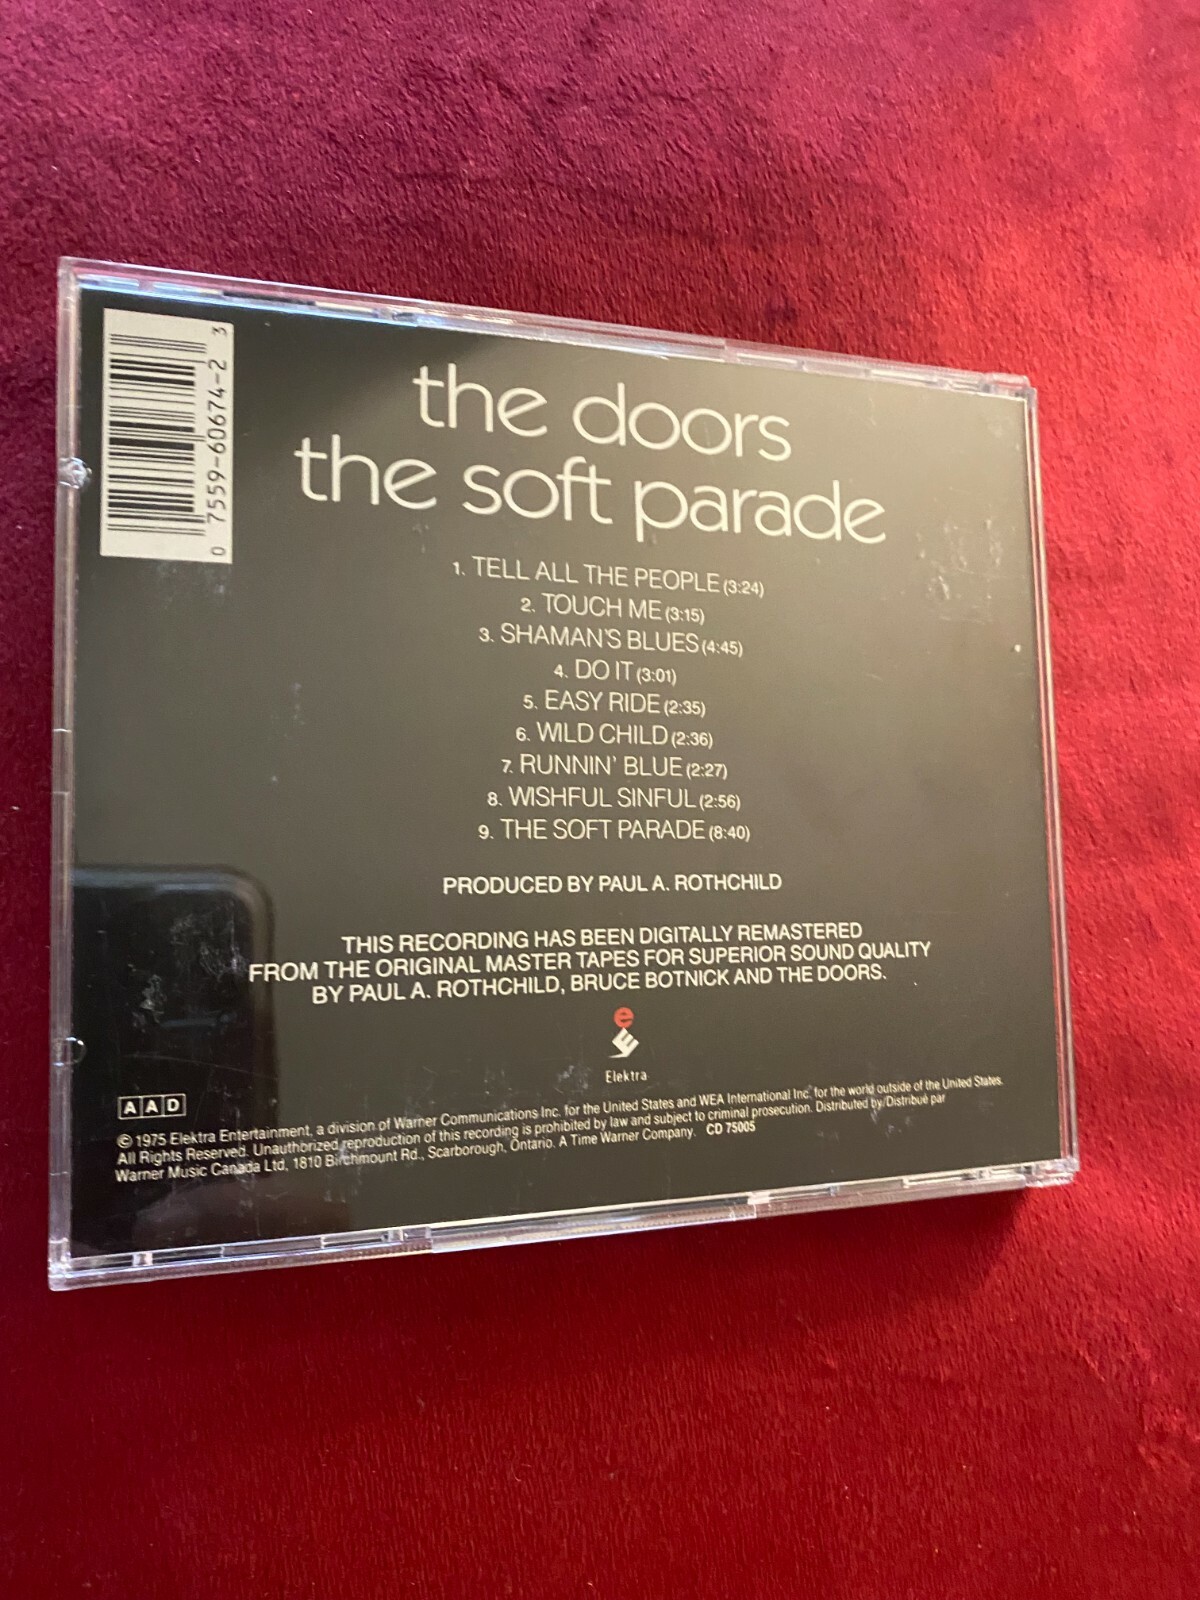 0 7559-60674-2 3
the doors
the soft parade
1. TELL ALL THE PEOPLE (3:24)
2. TOUCH ME (3:15)
3. SHAMAN'S BLUES (4:45)
4. DO IT (3:01)
5. EASY RIDE (2:35)
6. WILD CHILD (2:36)
7. RUNNIN' BLUE (2:27)
8. WISHFUL SINFUL (2:56)
9. THE SOFT PARADE (8:40)
PRODUCED BY PAUL A. ROTHCHILD
THIS RECORDING HAS BEEN DIGITALLY REMASTERED
FROM THE ORIGINAL MASTER TAPES FOR SUPERIOR SOUND QUALITY
BY PAUL A. ROTHCHILD, BRUCE BOTNICK AND THE DOORS.
e E
Elektra
A A D
© 1975 Elektra Entertainment, a division of Warner Communications Inc. for the United States and WEA International Inc. for the world outside of the United States.
All Rights Reserved. Unauthorized reproduction of this recording is prohibited by law and subject to criminal prosecution. Distributed by/Distribué par
Warner Music Canada Ltd, 1810 Birchmount Rd., Scarborough, Ontario. A Time Warner Company. CD 75005